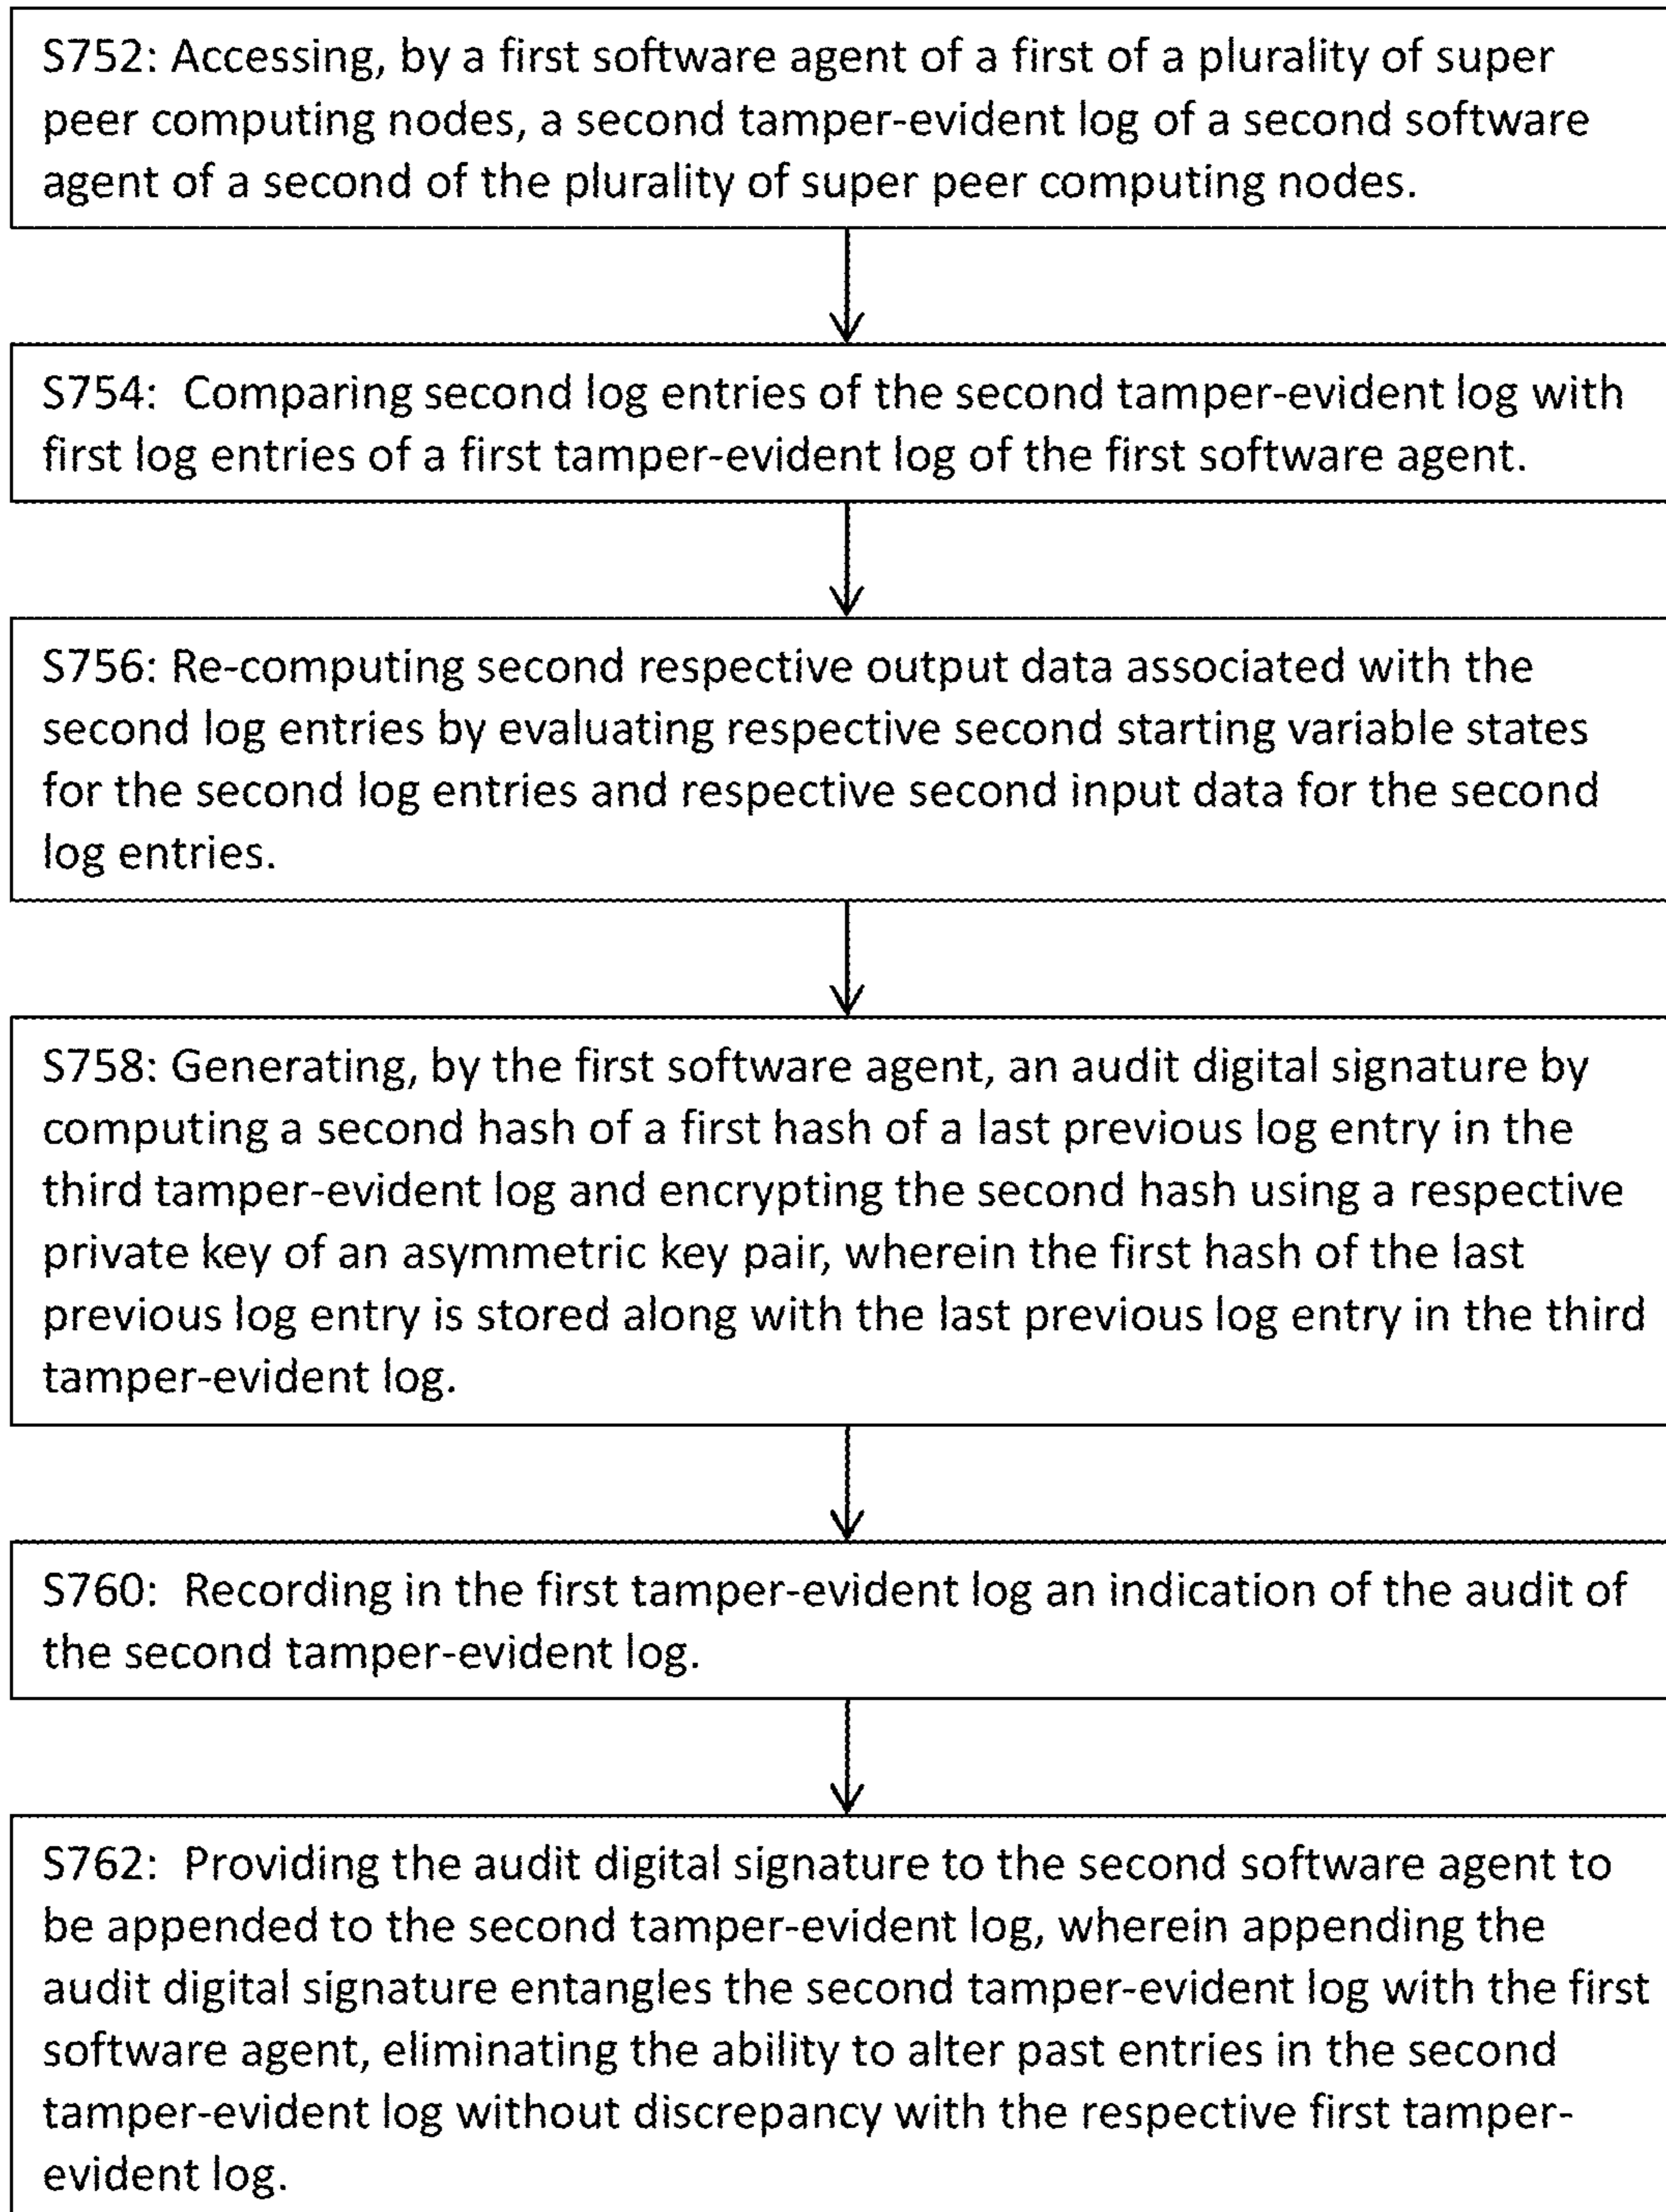 S752: Accessing, by a first software agent of a first of a plurality of super
peer computing nodes, a second tamper-evident log of a second software
agent of a second of the plurality of super peer computing nodes.
S754: Comparing second log entries of the second tamper-evident log with
first log entries of a first tamper-evident log of the first software agent.
S756: Re-computing second respective output data associated with the
second log entries by evaluating respective second starting variable states
for the second log entries and respective second input data for the second
log entries.
S758: Generating, by the first software agent, an audit digital signature by
computing a second hash of a first hash of a last previous log entry in the
third tamper-evident log and encrypting the second hash using a respective
private key of an asymmetric key pair, wherein the first hash of the last
previous log entry is stored along with the last previous log entry in the third
tamper-evident log.
S760: Recording in the first tamper-evident log an indication of the audit of
the second tamper-evident log.
S762: Providing the audit digital signature to the second software agent to
be appended to the second tamper-evident log, wherein appending the
audit digital signature entangles the second tamper-evident log with the first
software agent, eliminating the ability to alter past entries in the second
tamper-evident log without discrepancy with the respective first tamper-
evident log.